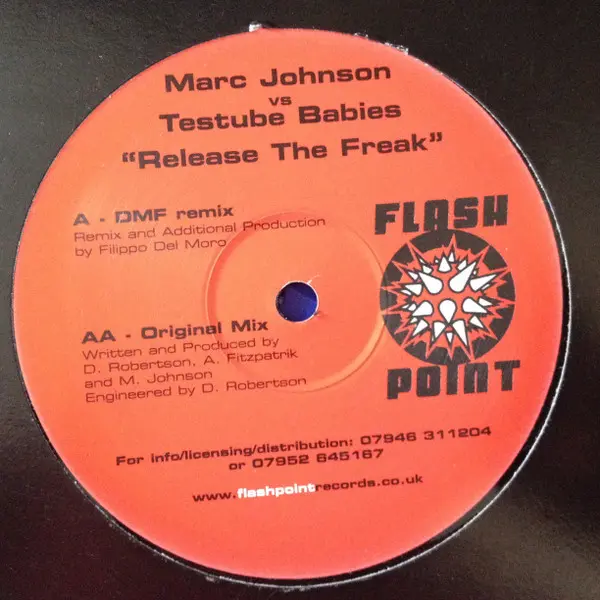 Marc Johnson
vs
Testube Babies
“Release The Freak”
A - DMF remix
Remix and Additional Production
by Filippo Del Moro
FLASH
POINT
AA - Original Mix
Written and Produced by
D. Robertson, A. Fitzpatrik
and M. Johnson
Engineered by D. Robertson
For info/licensing/distribution: 07946 311204
or 07952 645167
www.flashpointrecords.co.uk